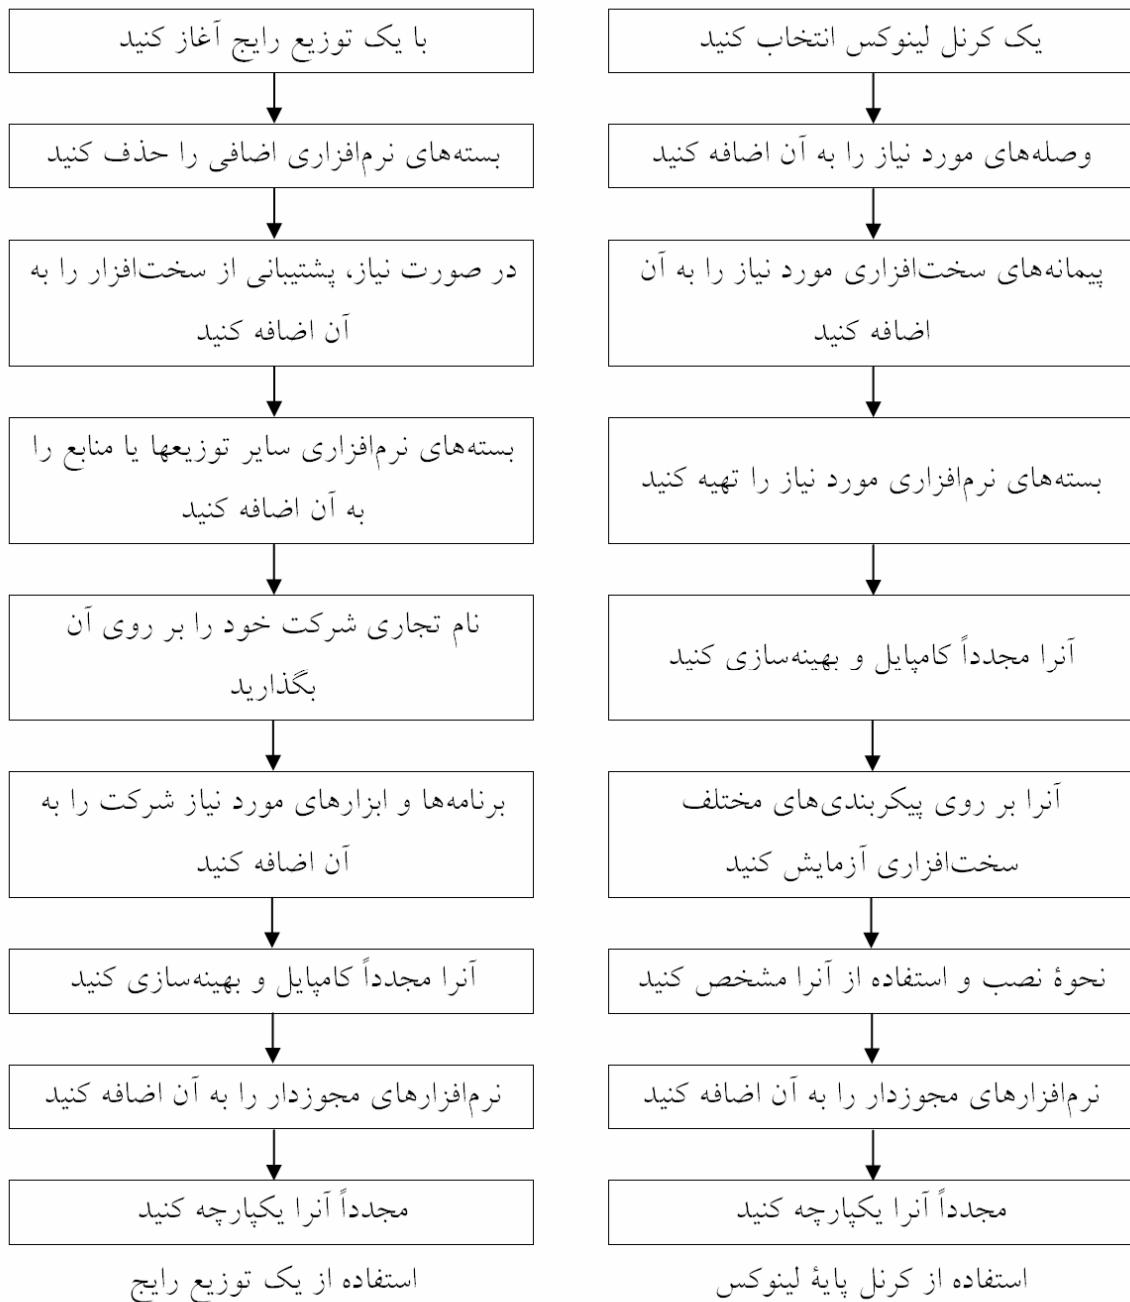 یک کرنل لینوکس انتخاب کنید
وصله‌های مورد نیاز را به آن اضافه کنید
پیمانه‌های سخت‌افزاری مورد نیاز را به آن
اضافه کنید
بسته‌های نرم‌افزاری مورد نیاز را تهیه کنید
آنرا مجدداً کامپایل و بهینه‌سازی کنید
آنرا بر روی پیکربندی‌های مختلف
سخت‌افزاری آزمایش کنید
نحوۀ نصب و استفاده از آنرا مشخص کنید
نرم‌افزارهای مجوزدار را به آن اضافه کنید
مجدداً آنرا یکپارچه کنید
استفاده از کرنل پایۀ لینوکس
با یک توزیع رایج آغاز کنید
بسته‌های نرم‌افزاری اضافی را حذف کنید
در صورت نیاز، پشتیبانی از سخت‌افزار را به
آن اضافه کنید
بسته‌های نرم‌افزاری سایر توزیعها یا منابع را
به آن اضافه کنید
نام تجاری شرکت خود را بر روی آن
بگذارید
برنامه‌ها و ابزارهای مورد نیاز شرکت را به
آن اضافه کنید
آنرا مجدداً کامپایل و بهینه‌سازی کنید
نرم‌افزارهای مجوزدار را به آن اضافه کنید
مجدداً آنرا یکپارچه کنید
استفاده از یک توزیع رایج